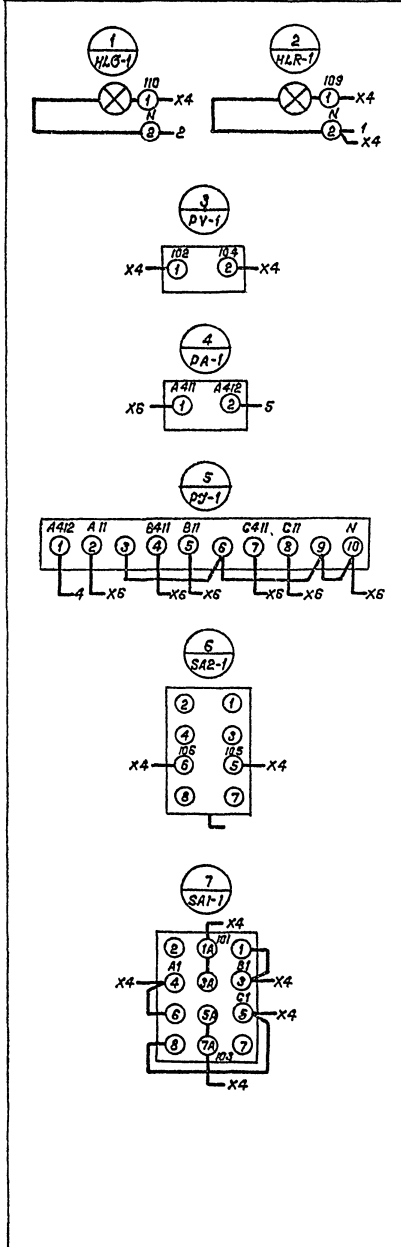 1 2
HLG-1 HLR-1
110 109
1 X4 1 X4
N N
2 2 2 1
X4
3
PV-1
102 104
X4 1 2 X4
4
PA-1
A411 A412
X6 1 2 5
5
PJ-1
A412 A11 B411 B11 C411 C11 N
1 2 3 4 5 6 7 8 9 10
4 X6 X6 X6 X6 X6 X6
6
SA2-1
2 1
4 3
106 105
X4 6 5 X4
8 7
7
SA1-1
X4
101
2 1A 1
A1 B1
X4 4 3A 3 X4
C1
6 5A 5 X4
8 7A 7
103
X4